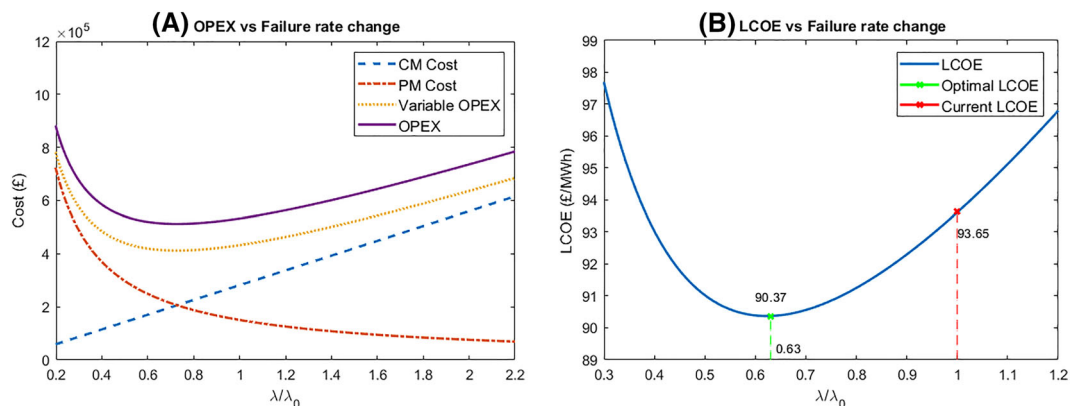 (A) OPEX vs Failure rate change
12 ×10⁵
10
8
6
4
2
0
Cost (£)
0.2 0.4 0.6 0.8 1 1.2 1.4 1.6 1.8 2 2.2
λ/λ₀
CM Cost
PM Cost
Variable OPEX
OPEX
(B) LCOE vs Failure rate change
99
98
97
96
95
94
93
92
91
90
89
LCOE (£/MWh)
0.3 0.4 0.5 0.6 0.7 0.8 0.9 1 1.1 1.2
λ/λ₀
LCOE
Optimal LCOE
Current LCOE
93.65
90.37
0.63